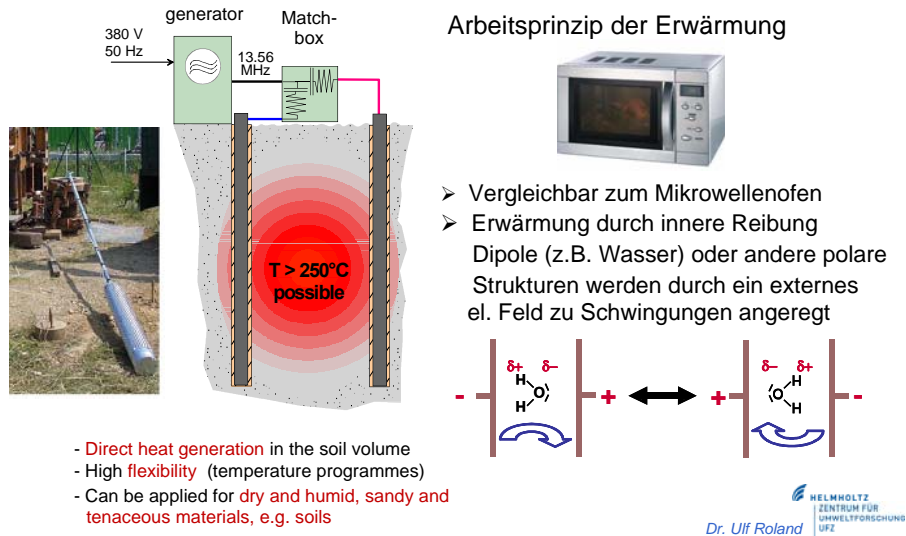 generator
Match-
box
380 V
50 Hz
13.56
MHz
T > 250°C
possible
- Direct heat generation in the soil volume
- High flexibility (temperature programmes)
- Can be applied for dry and humid, sandy and
tenaceous materials, e.g. soils
Arbeitsprinzip der Erwärmung
➢ Vergleichbar zum Mikrowellenofen
➢ Erwärmung durch innere Reibung
Dipole (z.B. Wasser) oder andere polare
Strukturen werden durch ein externes
el. Feld zu Schwingungen angeregt
δ+ δ−
H
O
H
- +
δ− δ+
H
O
H
+ -
Dr. Ulf Roland
HELMHOLTZ
ZENTRUM FÜR
UMWELTFORSCHUNG
UFZ